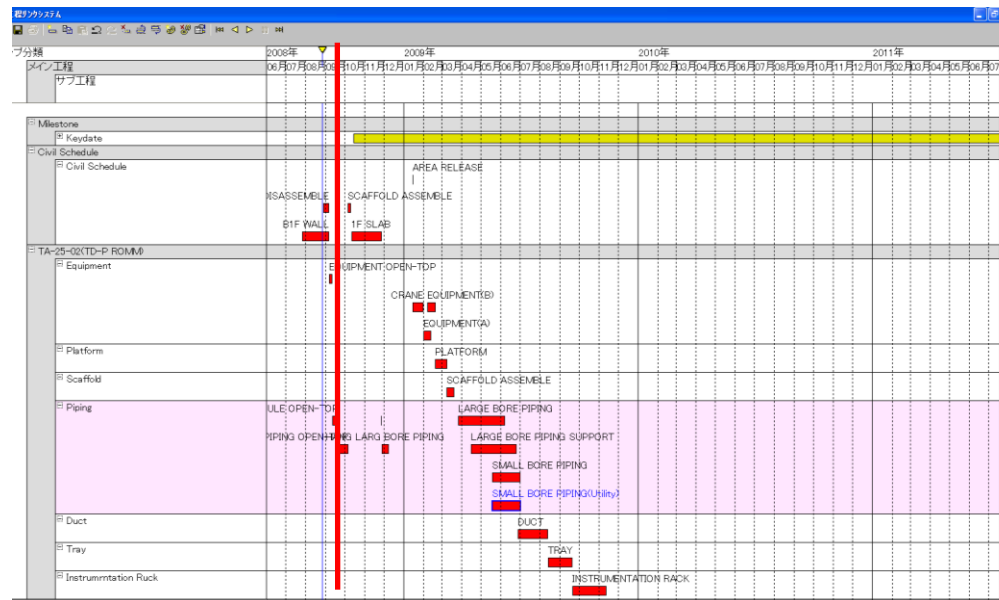 程リンクシステム
プ分類
2008年 2009年 2010年 2011年
メイン工程
06月07月08月09月10月11月12月01月02月03月04月05月06月07月08月09月10月11月12月01月02月03月04月05月06月07月08月09月10月11月12月01月02月03月04月05月06月07
サブ工程
Milestone
Keydate
Civil Schedule
Civil Schedule
AREA RELEASE
DISASSEMBLE SCAFFOLD ASSEMBLE
B1F WALL 1F SLAB
TA-25-02(TD-P ROMM)
Equipment
EQUIPMENT OPEN-TOP
CRANE EQUIPMENT(B)
EQUIPMENT(A)
Platform
PLATFORM
Scaffold
SCAFFOLD ASSEMBLE
Piping
ULE OPEN-TOP LARGE BORE PIPING
PIPING OPEN LARG BORE PIPING LARGE BORE PIPING SUPPORT
SMALL BORE PIPING
SMALL BORE PIPING(Utility)
Duct
DUCT
Tray
TRAY
Instrumrntation Ruck
INSTRUMENTATION RACK